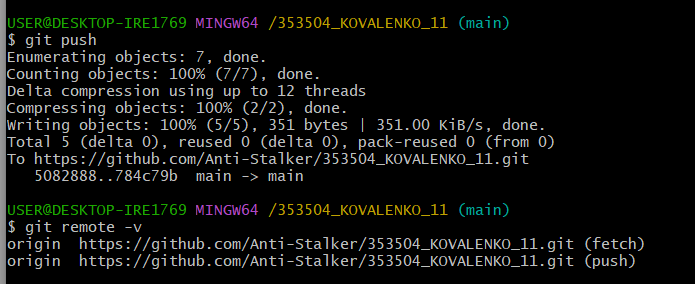 USER@DESKTOP-IRE1769 MINGW64 /353504_KOVALENKO_11 (main)
$ git push
Enumerating objects: 7, done.
Counting objects: 100% (7/7), done.
Delta compression using up to 12 threads
Compressing objects: 100% (2/2), done.
Writing objects: 100% (5/5), 351 bytes | 351.00 KiB/s, done.
Total 5 (delta 0), reused 0 (delta 0), pack-reused 0 (from 0)
To https://github.com/Anti-Stalker/353504_KOVALENKO_11.git
   5082888..784c79b  main -> main
USER@DESKTOP-IRE1769 MINGW64 /353504_KOVALENKO_11 (main)
$ git remote -v
origin  https://github.com/Anti-Stalker/353504_KOVALENKO_11.git (fetch)
origin  https://github.com/Anti-Stalker/353504_KOVALENKO_11.git (push)